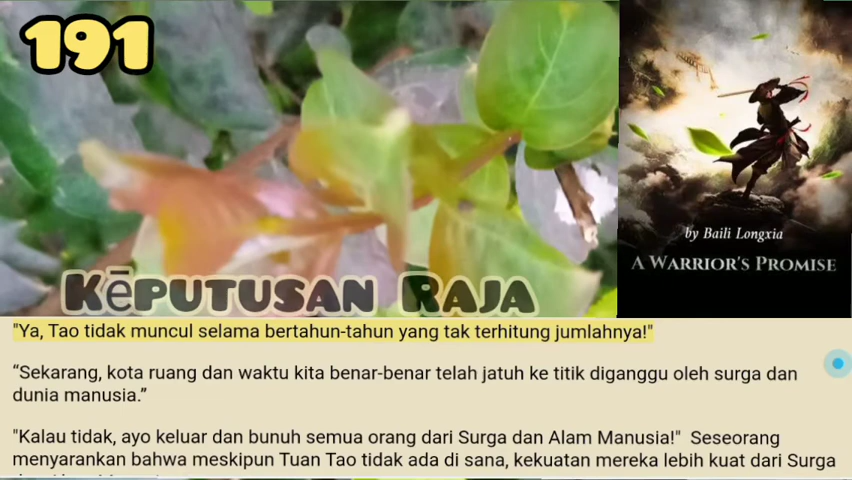 191
by Baili Longxia
A WARRIOR'S PROMISE
KēPUTUSAN RAJA
"Ya, Tao tidak muncul selama bertahun-tahun yang tak terhitung jumlahnya!"
“Sekarang, kota ruang dan waktu kita benar-benar telah jatuh ke titik diganggu oleh surga dan
dunia manusia.”
"Kalau tidak, ayo keluar dan bunuh semua orang dari Surga dan Alam Manusia!" Seseorang
menyarankan bahwa meskipun Tuan Tao tidak ada di sana, kekuatan mereka lebih kuat dari Surga